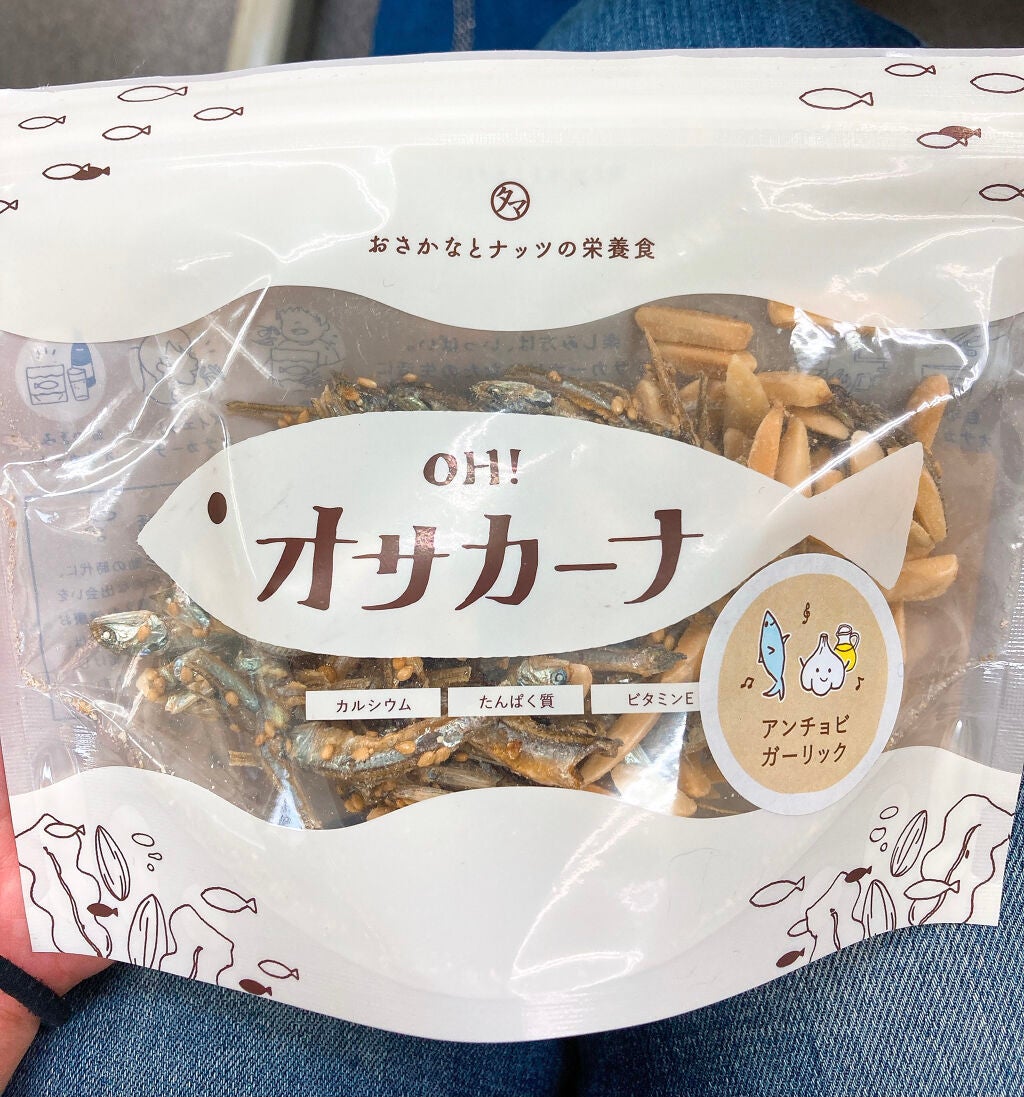 タマ
おさかなとナッツの栄養食
OH!
オサカーナ
カルシウム
たんぱく質
ビタミンE
アンチョビ
ガーリック